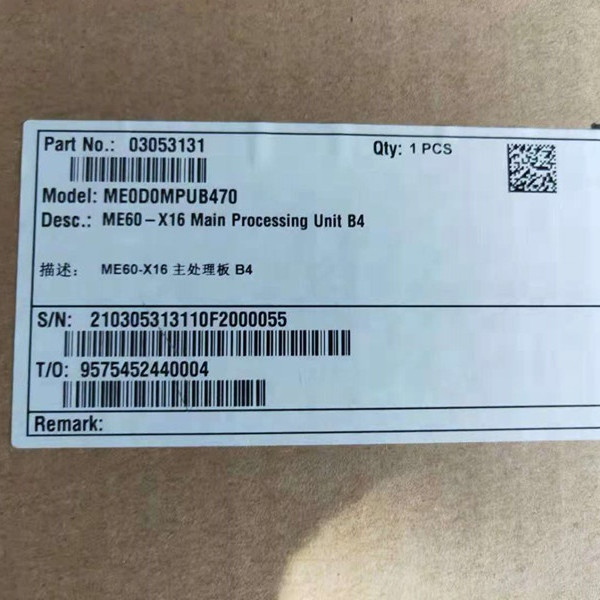 Part No.: 03053131
Qty: 1 PCS
Model: ME0D0MPUB470
Desc.: ME60-X16 Main Processing Unit B4
描述: ME60-X16 主处理板 B4
S/N: 210305313110F2000055
T/O: 9575452440004
Remark: